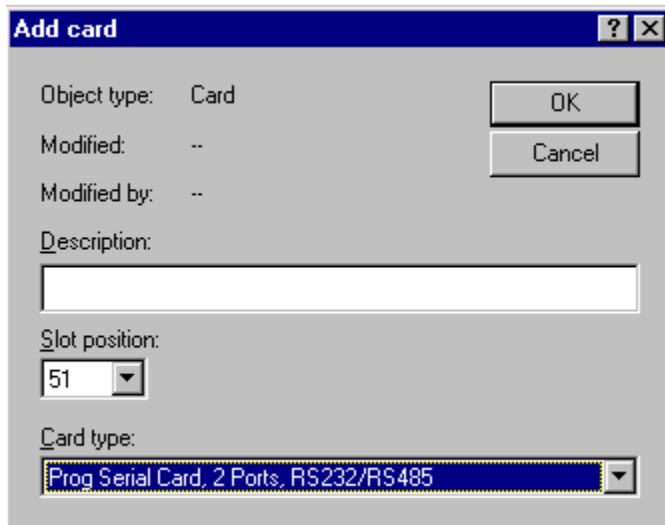 Add card
Object type: Card
OK
Modified: --
Cancel
Modified by: --
Description:
Slot position:
51
Card type:
Prog Serial Card, 2 Ports, RS232/RS485